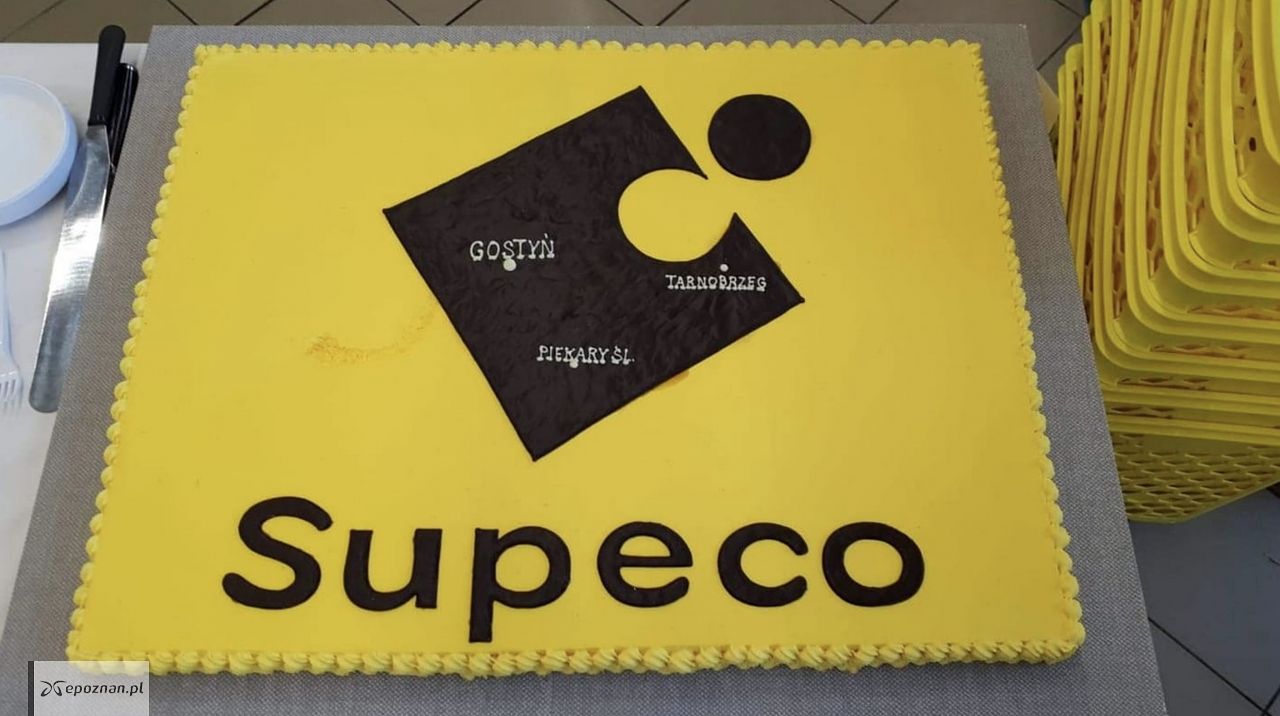 GOSTYŃ
TARNOBRZEG
PIEKARY ŚL.
Supeco
epoznan.pl